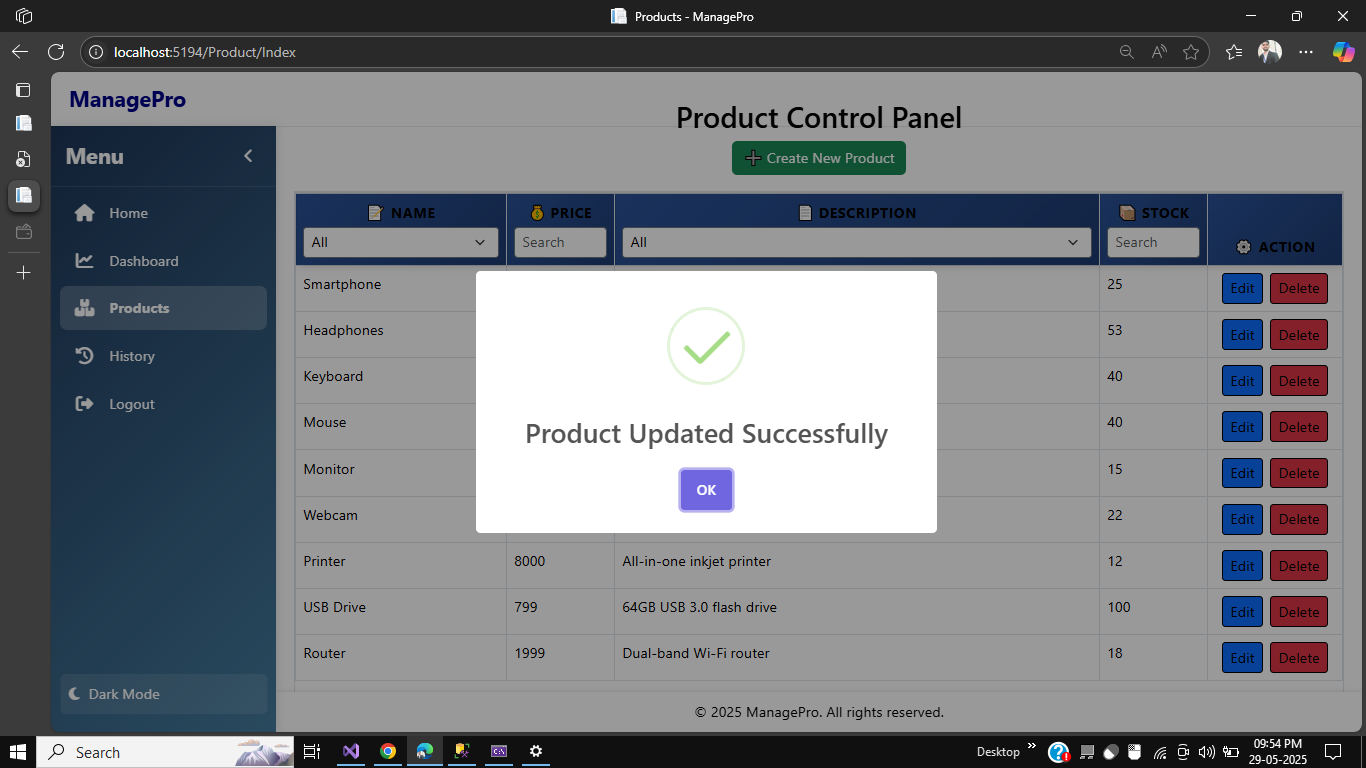 Products - ManagePro
localhost:5194/Product/Index
ManagePro
Product Control Panel
Create New Product
Menu
Home
Dashboard
Products
History
Logout
Dark Mode
NAME PRICE DESCRIPTION STOCK ACTION
All Search All Search
Smartphone 25 Edit Delete
Headphones 53 Edit Delete
Keyboard 40 Edit Delete
Mouse 40 Edit Delete
Monitor 15 Edit Delete
Webcam 22 Edit Delete
Printer 8000 All-in-one inkjet printer 12 Edit Delete
USB Drive 799 64GB USB 3.0 flash drive 100 Edit Delete
Router 1999 Dual-band Wi-Fi router 18 Edit Delete
Product Updated Successfully
OK
© 2025 ManagePro. All rights reserved.
Search
Desktop
09:54 PM
29-05-2025